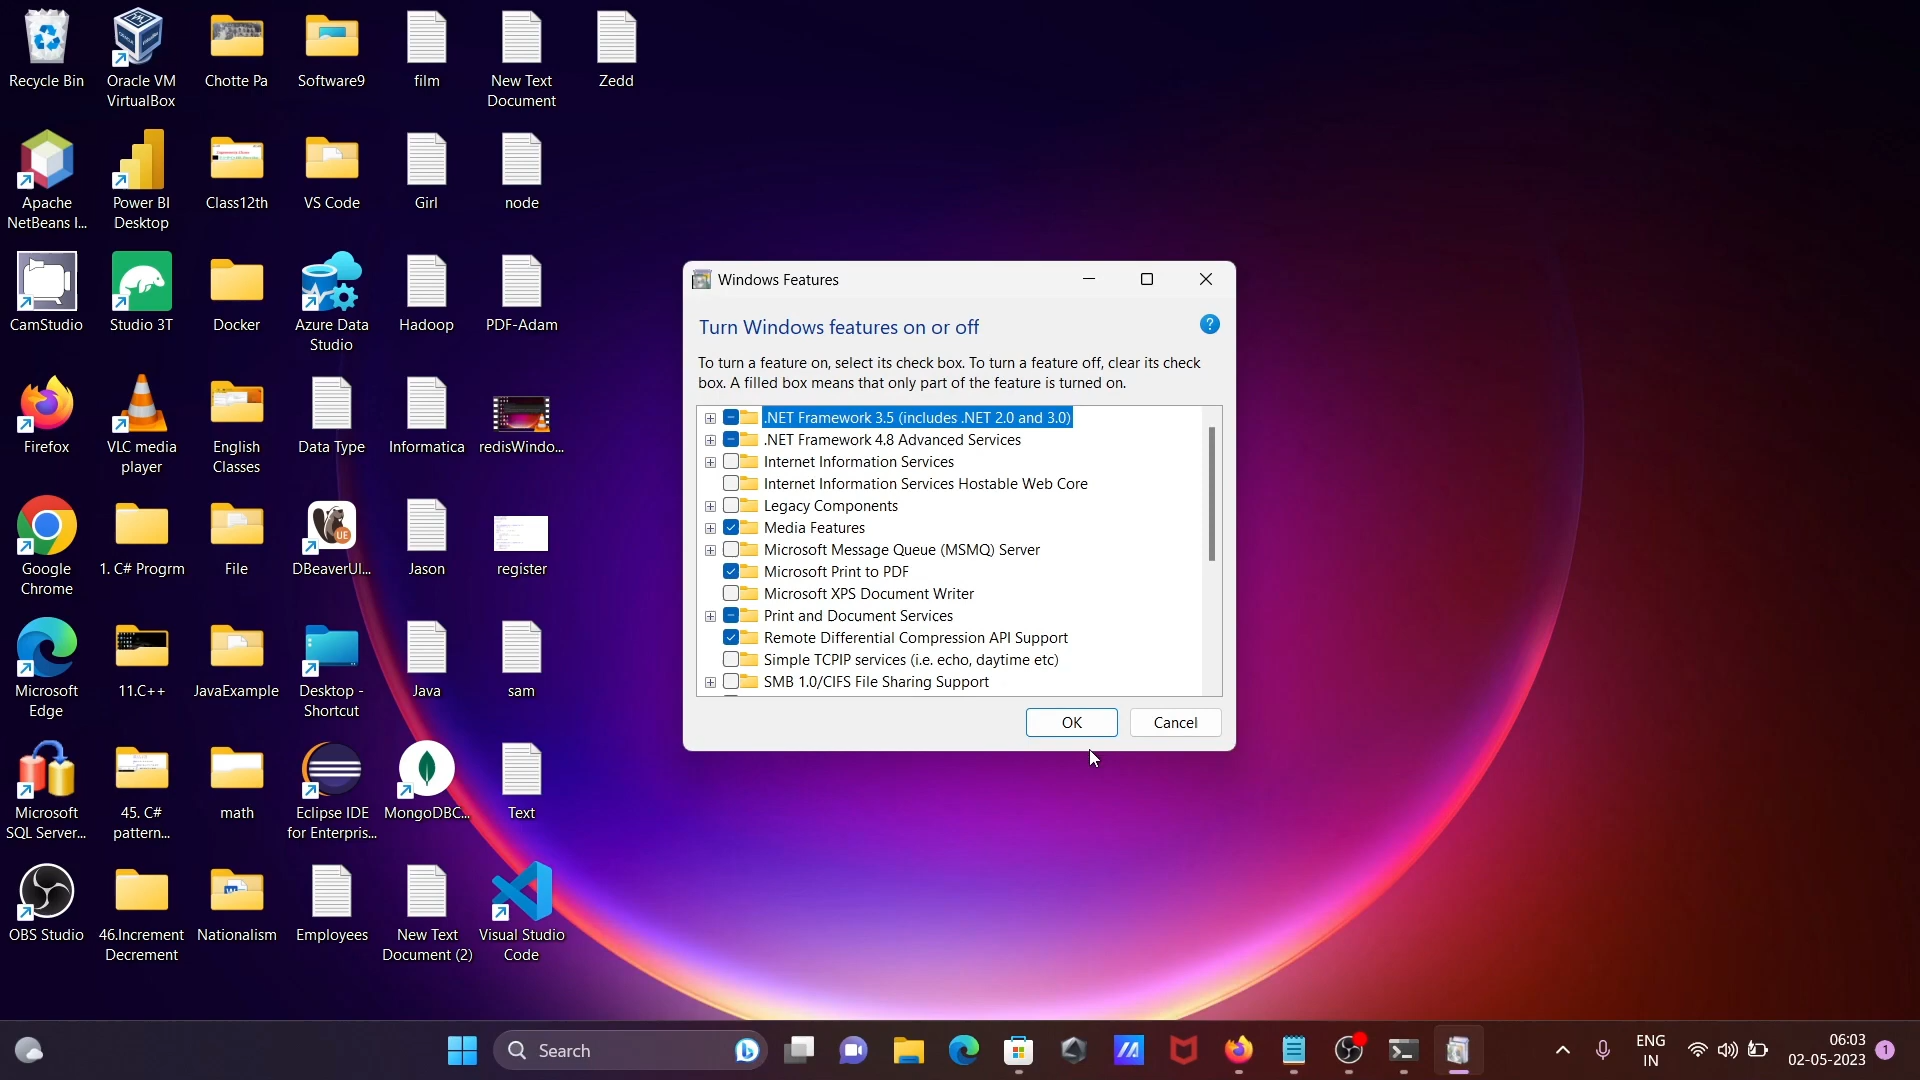 Recycle Bin
Oracle VM
VirtualBox
Chotte Pa
Software9
film
New Text
Document
Zedd
Apache
NetBeans I...
Power BI
Desktop
Class12th
VS Code
Girl
node
CamStudio
Studio 3T
Docker
Azure Data
Studio
Hadoop
PDF-Adam
Firefox
VLC media
player
English
Classes
Data Type
Informatica
redisWindo...
Google
Chrome
1. C# Progrm
File
DBeaverUl...
Jason
register
Microsoft
Edge
11.C++
JavaExample
Desktop -
Shortcut
Java
sam
Microsoft
SQL Server...
45. C#
pattern...
math
Eclipse IDE
for Enterpris...
MongoDBC...
Text
OBS Studio
46.Increment
Decrement
Nationalism
Employees
New Text
Document (2)
Visual Studio
Code
Windows Features
Turn Windows features on or off
?
To turn a feature on, select its check box. To turn a feature off, clear its check
box. A filled box means that only part of the feature is turned on.
.NET Framework 3.5 (includes .NET 2.0 and 3.0)
.NET Framework 4.8 Advanced Services
Internet Information Services
Internet Information Services Hostable Web Core
Legacy Components
Media Features
Microsoft Message Queue (MSMQ) Server
Microsoft Print to PDF
Microsoft XPS Document Writer
Print and Document Services
Remote Differential Compression API Support
Simple TCPIP services (i.e. echo, daytime etc)
SMB 1.0/CIFS File Sharing Support
OK
Cancel
Search
ENG
IN
06:03
02-05-2023
1